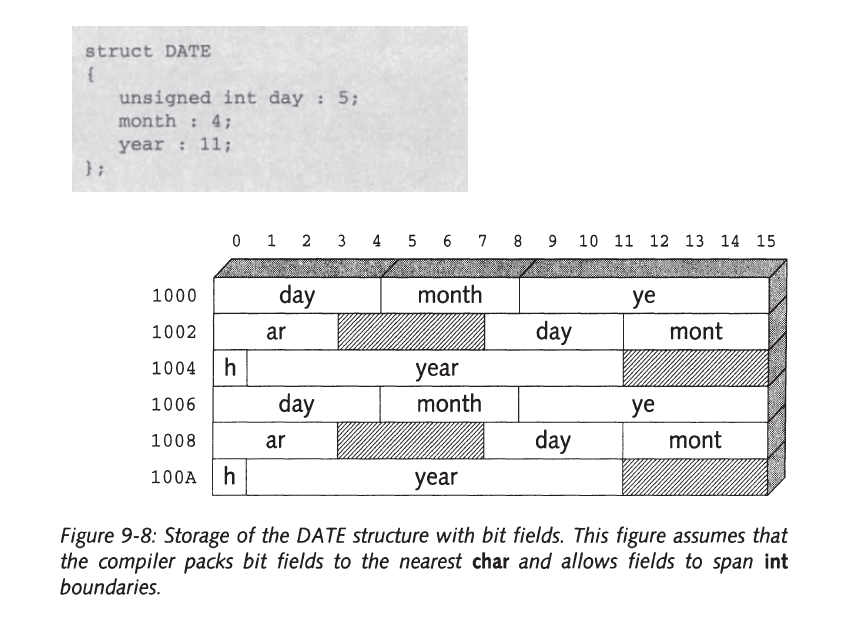 struct DATE
{
unsigned int day : 5;
month : 4;
year : 11;
};
0 1 2 3 4 5 6 7 8 9 10 11 12 13 14 15
1000 day month ye
1002 ar day mont
1004 h year
1006 day month ye
1008 ar day mont
100A h year
Figure 9-8: Storage of the DATE structure with bit fields. This figure assumes that
the compiler packs bit fields to the nearest char and allows fields to span int
boundaries.